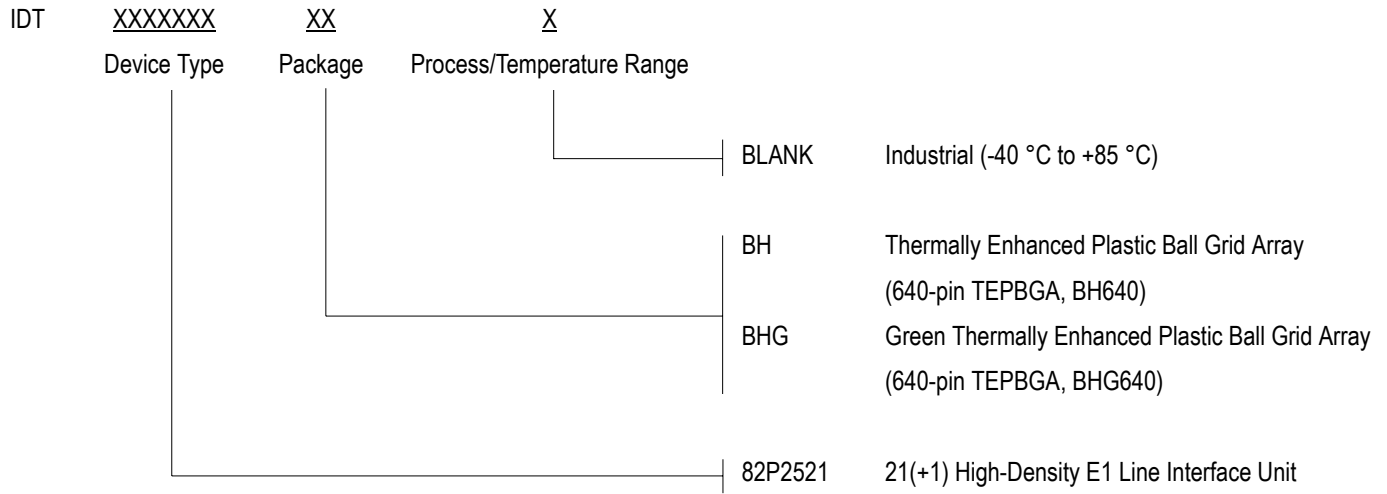 IDT XXXXXXX XX X
Device Type Package Process/Temperature Range
BLANK Industrial (-40 °C to +85 °C)
BH Thermally Enhanced Plastic Ball Grid Array
(640-pin TEPBGA, BH640)
BHG Green Thermally Enhanced Plastic Ball Grid Array
(640-pin TEPBGA, BHG640)
82P2521 21(+1) High-Density E1 Line Interface Unit